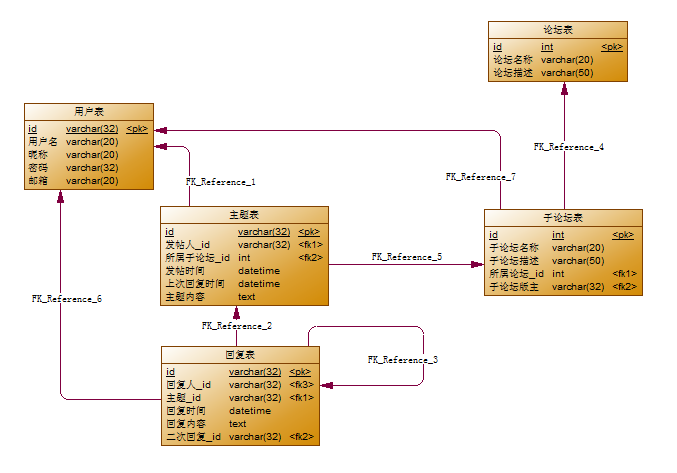 论坛表
id int <pk>
论坛名称 varchar(20)
论坛描述 varchar(50)
用户表
id varchar(32) <pk>
用户名 varchar(20)
昵称 varchar(20)
密码 varchar(32)
邮箱 varchar(20)
FK_Reference_4
FK_Reference_7
FK_Reference_1
主题表
id varchar(32) <pk>
发帖人_id varchar(32) <fk1>
所属子论坛_id int <fk2>
发帖时间 datetime
上次回复时间 datetime
主题内容 text
子论坛表
id int <pk>
子论坛名称 varchar(20)
子论坛描述 varchar(50)
所属论坛_id int <fk1>
子论坛版主 varchar(32) <fk2>
FK_Reference_5
FK_Reference_6
FK_Reference_2
FK_Reference_3
回复表
id varchar(32) <pk>
回复人_id varchar(32) <fk3>
主题_id varchar(32) <fk1>
回复时间 datetime
回复内容 text
二次回复_id varchar(32) <fk2>